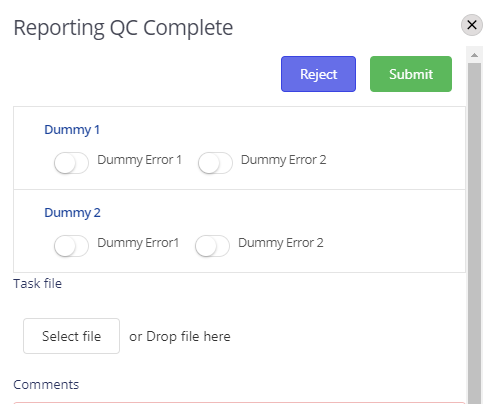 Reporting QC Complete
Reject Submit
Dummy 1
Dummy Error 1 Dummy Error 2
Dummy 2
Dummy Error1 Dummy Error 2
Task file
Select file or Drop file here
Comments